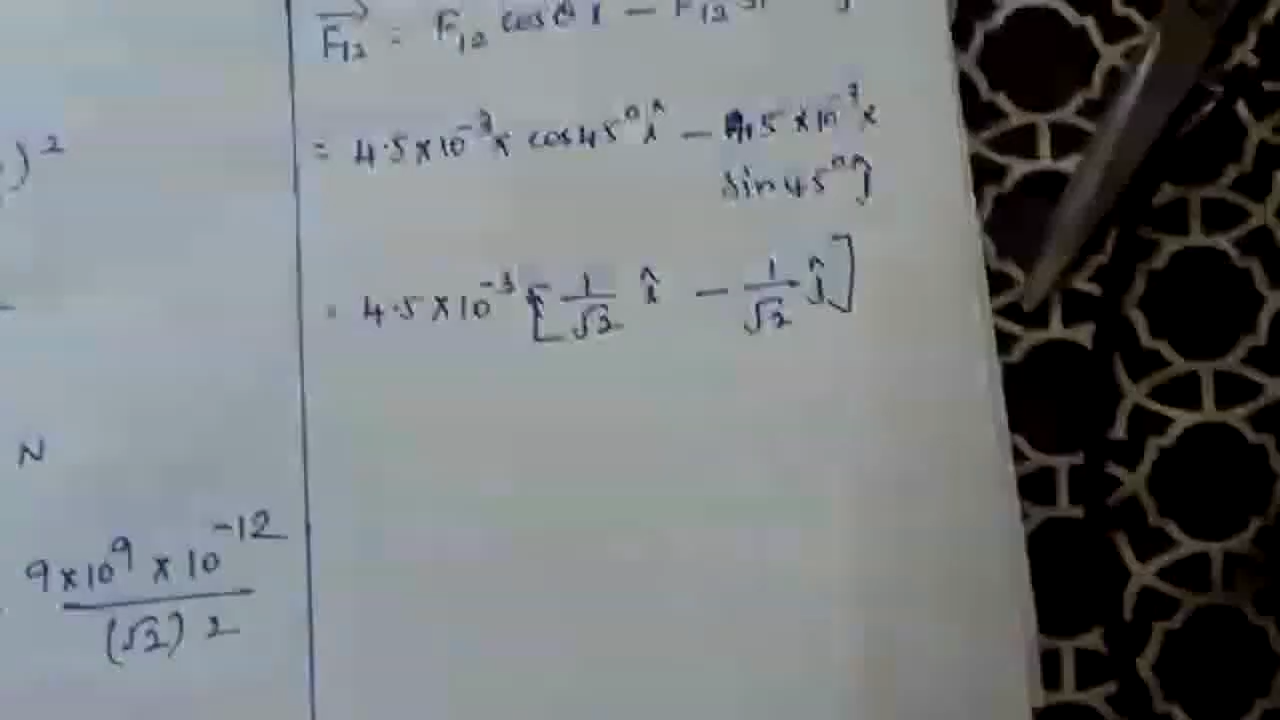 )²
N
9×10⁹ × 10⁻¹²
(√2) 2
F₁₂ = F₁₂ cosθ î − F₁₂
= 4.5×10⁻³× cos45° î − 4.5×10⁻³×
sin45° ĵ
= 4.5×10⁻³ [ 1/√2 î − 1/√2 ĵ ]